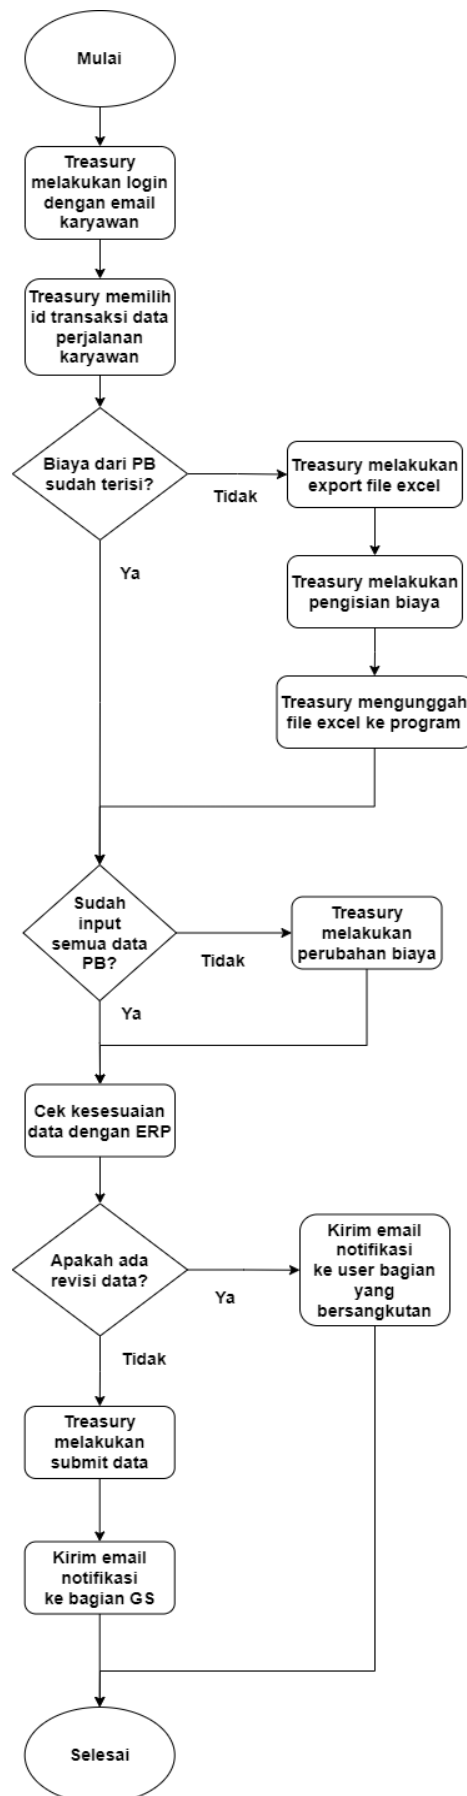 Mulai
Treasury
melakukan login
dengan email
karyawan
Treasury memilih
id transaksi data
perjalanan
karyawan
Biaya dari PB
sudah terisi?
Tidak
Treasury melakukan
export file excel
Ya
Treasury melakukan
pengisian biaya
Treasury mengunggah
file excel ke program
Sudah
input
semua data
PB?
Tidak
Treasury
melakukan
perubahan biaya
Ya
Cek kesesuaian
data dengan ERP
Apakah ada
revisi data?
Ya
Kirim email
notifikasi
ke user bagian
yang
bersangkutan
Tidak
Treasury
melakukan
submit data
Kirim email
notifikasi
ke bagian GS
Selesai